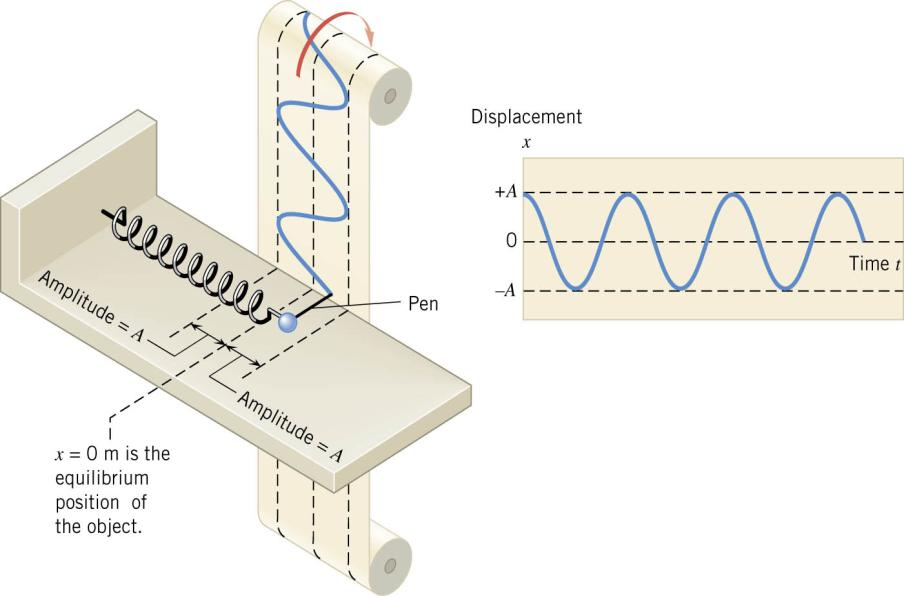 Amplitude = A
Pen
Amplitude = A
x = 0 m is the
equilibrium
position of
the object.
Displacement
x
+A
0
Time t
–A